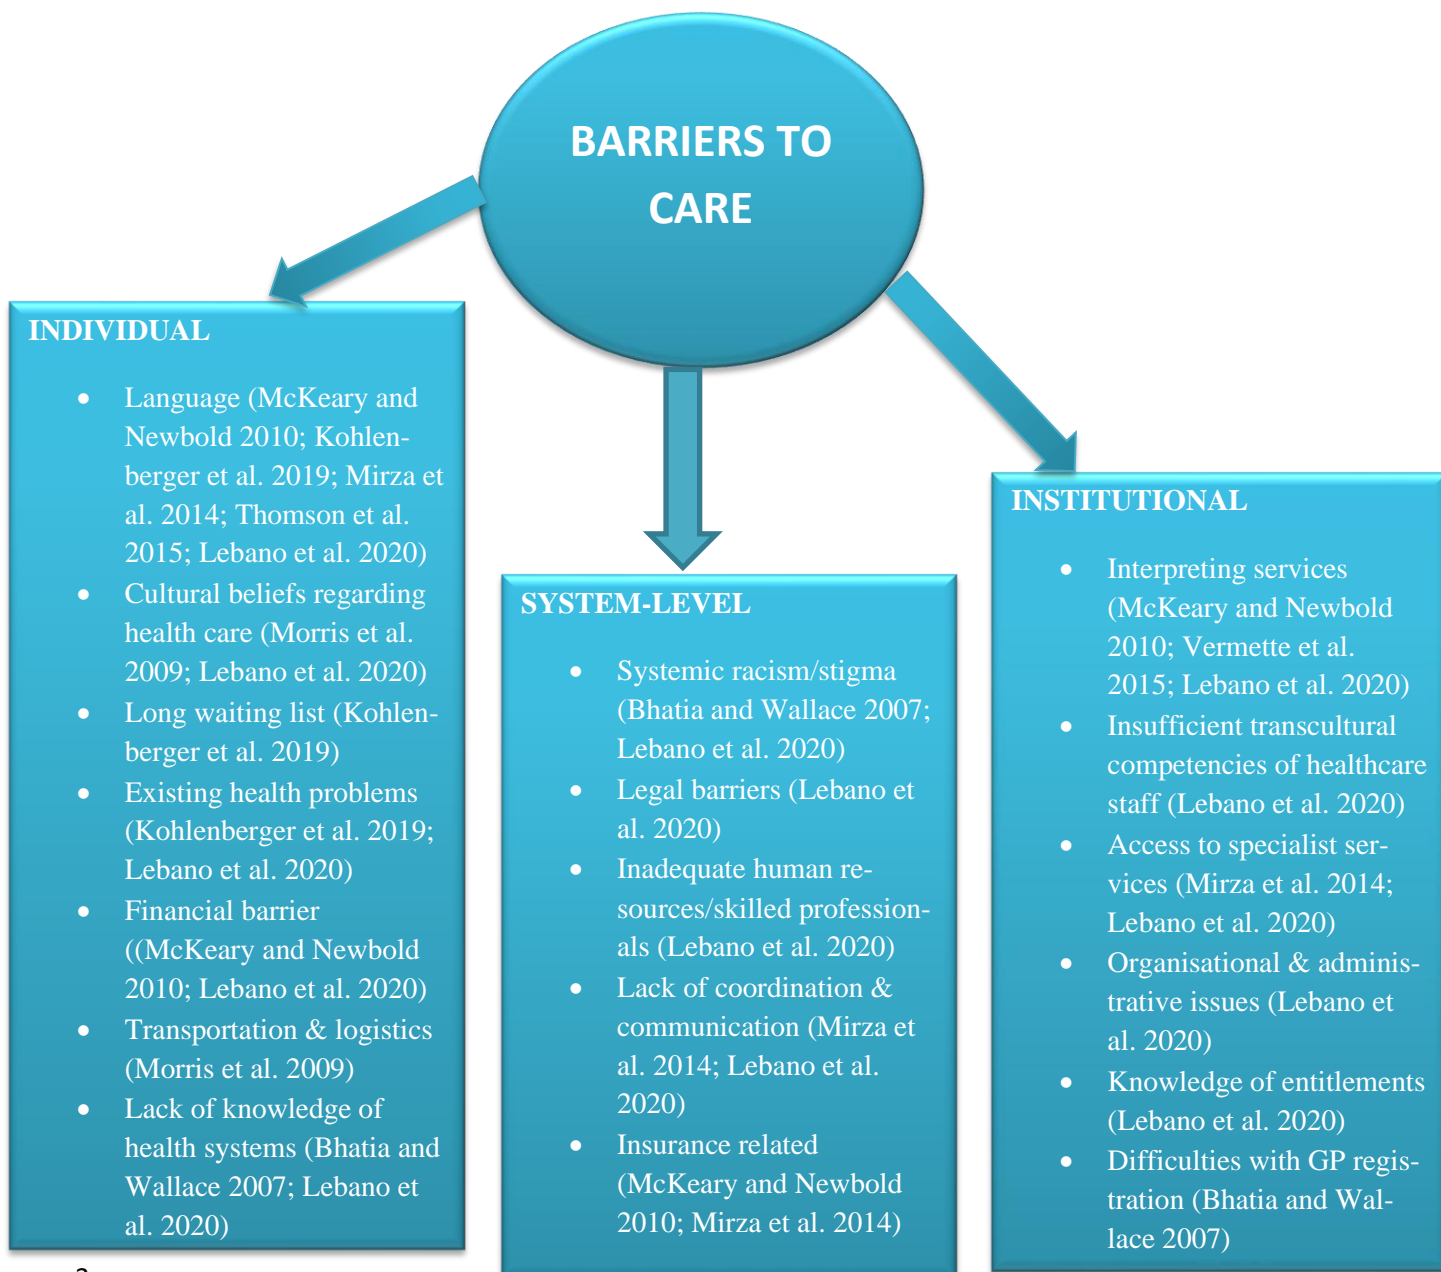 BARRIERS TO
CARE
INDIVIDUAL
• Language (McKeary and
Newbold 2010; Kohlen-
berger et al. 2019; Mirza et
al. 2014; Thomson et al.
2015; Lebano et al. 2020)
• Cultural beliefs regarding
health care (Morris et al.
2009; Lebano et al. 2020)
• Long waiting list (Kohlen-
berger et al. 2019)
• Existing health problems
(Kohlenberger et al. 2019;
Lebano et al. 2020)
• Financial barrier
((McKeary and Newbold
2010; Lebano et al. 2020)
• Transportation & logistics
(Morris et al. 2009)
• Lack of knowledge of
health systems (Bhatia and
Wallace 2007; Lebano et
al. 2020)
SYSTEM-LEVEL
• Systemic racism/stigma
(Bhatia and Wallace 2007;
Lebano et al. 2020)
• Legal barriers (Lebano et
al. 2020)
• Inadequate human re-
sources/skilled profession-
als (Lebano et al. 2020)
• Lack of coordination &
communication (Mirza et
al. 2014; Lebano et al.
2020)
• Insurance related
(McKeary and Newbold
2010; Mirza et al. 2014)
INSTITUTIONAL
• Interpreting services
(McKeary and Newbold
2010; Vermette et al.
2015; Lebano et al. 2020)
• Insufficient transcultural
competencies of healthcare
staff (Lebano et al. 2020)
• Access to specialist ser-
vices (Mirza et al. 2014;
Lebano et al. 2020)
• Organisational & adminis-
trative issues (Lebano et
al. 2020)
• Knowledge of entitlements
(Lebano et al. 2020)
• Difficulties with GP regis-
tration (Bhatia and Wal-
lace 2007)